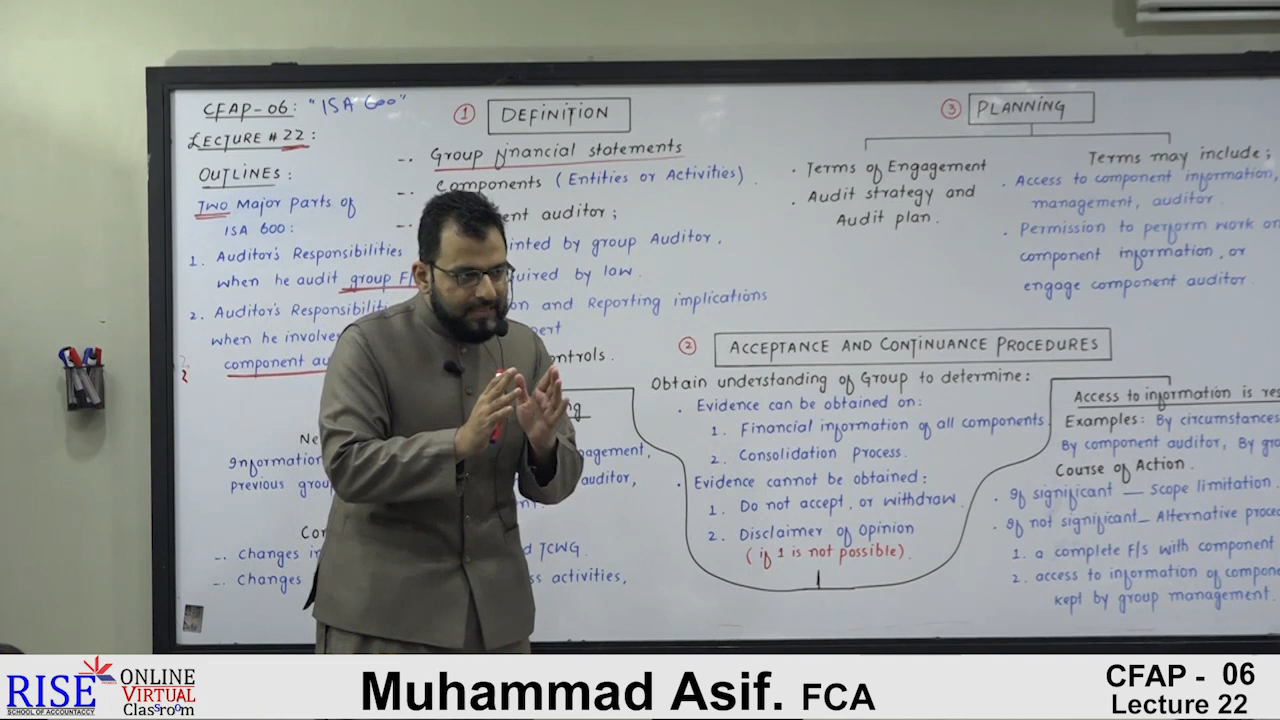 CFAP-06: "ISA 600"
LECTURE # 22:
OUTLINES:
TWO Major parts of
ISA 600:
1. Auditor's Responsibilities
when he audit group F/
2. Auditor's Responsibiliti
when he involve
component au
① DEFINITION
-. Group financial statements
-. Components (Entities or Activities).
-. ent auditor;
inted by group Auditor.
quired by law.
on and Reporting implications
pert
ontrols.
ng
Ne
Information
previous grou
agement,
auditor,
Co
-. Changes i
-. Changes
d TCWG.
ss activities,
② ACCEPTANCE AND CONTINUANCE PROCEDURES
Obtain understanding of Group to determine:
. Evidence can be obtained on:
1. Financial information of all components
2. Consolidation Process.
. Evidence cannot be obtained:
1. Do not accept, or withdraw.
2. Disclaimer of Opinion
(if 1 is not possible).
Access to information is res
Examples: By circumstances
By component auditor, By gr
Course of Action.
. If significant — Scope limitation.
. If not significant — Alternative proce
1. a complete F/S with component
2. access to information of compone
kept by group management.
③ PLANNING
. Terms of Engagement
. Audit strategy and
Audit plan.
Terms may include;
. Access to component information,
management, auditor.
. Permission to perform work on
component information, or
engage component auditor.
RISE
SCHOOL OF ACCOUNTACY
ONLINE
VIRTUAL
Classroom
Muhammad Asif. FCA
CFAP - 06
Lecture 22